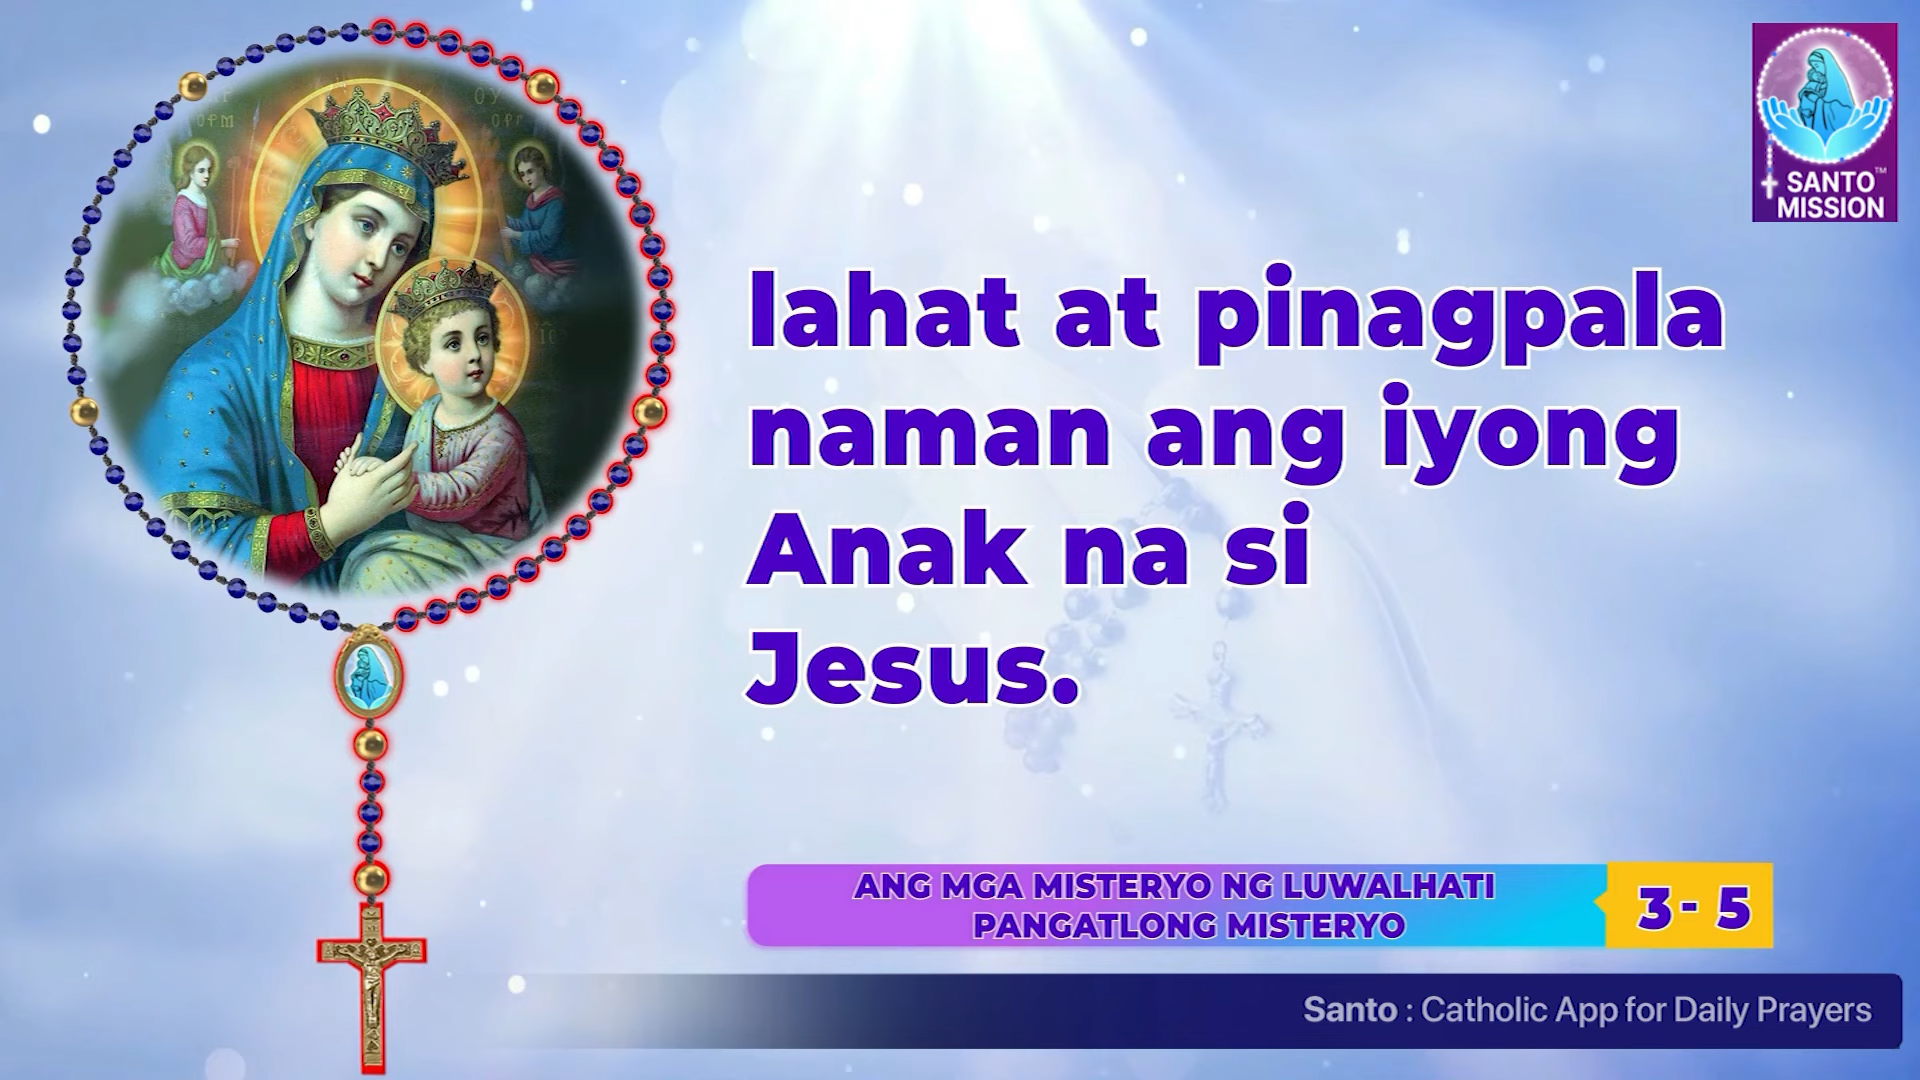 lahat at pinagpala
naman ang iyong
Anak na si
Jesus.
ANG MGA MISTERYO NG LUWALHATI
PANGATLONG MISTERYO
3 - 5
SANTO™
MISSION
Santo : Catholic App for Daily Prayers